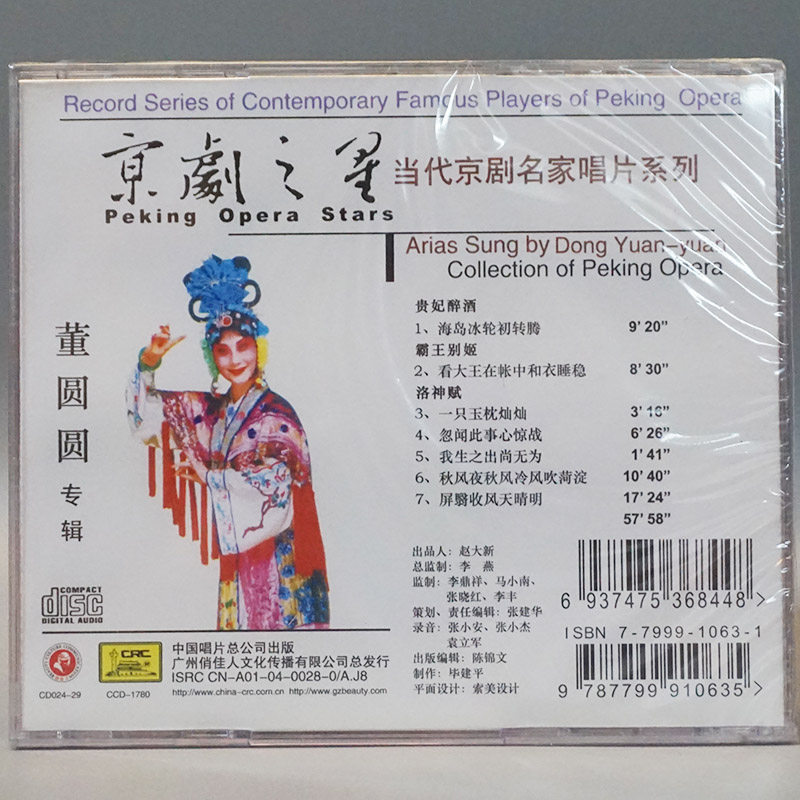 Record Series of Contemporary Famous Players of Peking Opera
京劇之星
当代京剧名家唱片系列
Peking Opera Stars
Arias Sung by Dong Yuan-yuan
Collection of Peking Opera
董圆圆专辑
贵妃醉酒
1、海岛冰轮初转腾 9'20"
霸王别姬
2、看大王在帐中和衣睡稳 8'30"
洛神赋
3、一只玉枕灿灿 3'16"
4、忽闻此事心惊战 6'26"
5、我生之出尚无为 1'41"
6、秋风夜秋风冷风吹菏淀 10'40"
7、屏翳收风天晴明 17'24"
57'58"
出品人：赵大新
总监制：李燕
监制：李鼎祥、马小南、
张晓红、李丰
策划、责任编辑：张建华
录音：张小安、张小杰
袁立军
出版编辑：陈锦文
制作：毕建平
平面设计：索美设计
6 937475 368448 >
ISBN 7-7999-1063-1
9 787799 910635 >
COMPACT
disc
DIGITAL AUDIO
CRC
中国唱片总公司出版
广州俏佳人文化传播有限公司总发行
ISRC CN-A01-04-0028-0/A.J8
CD024-29
CCD-1780
http://www.china-crc.com.cn http://www.gzbeauty.com